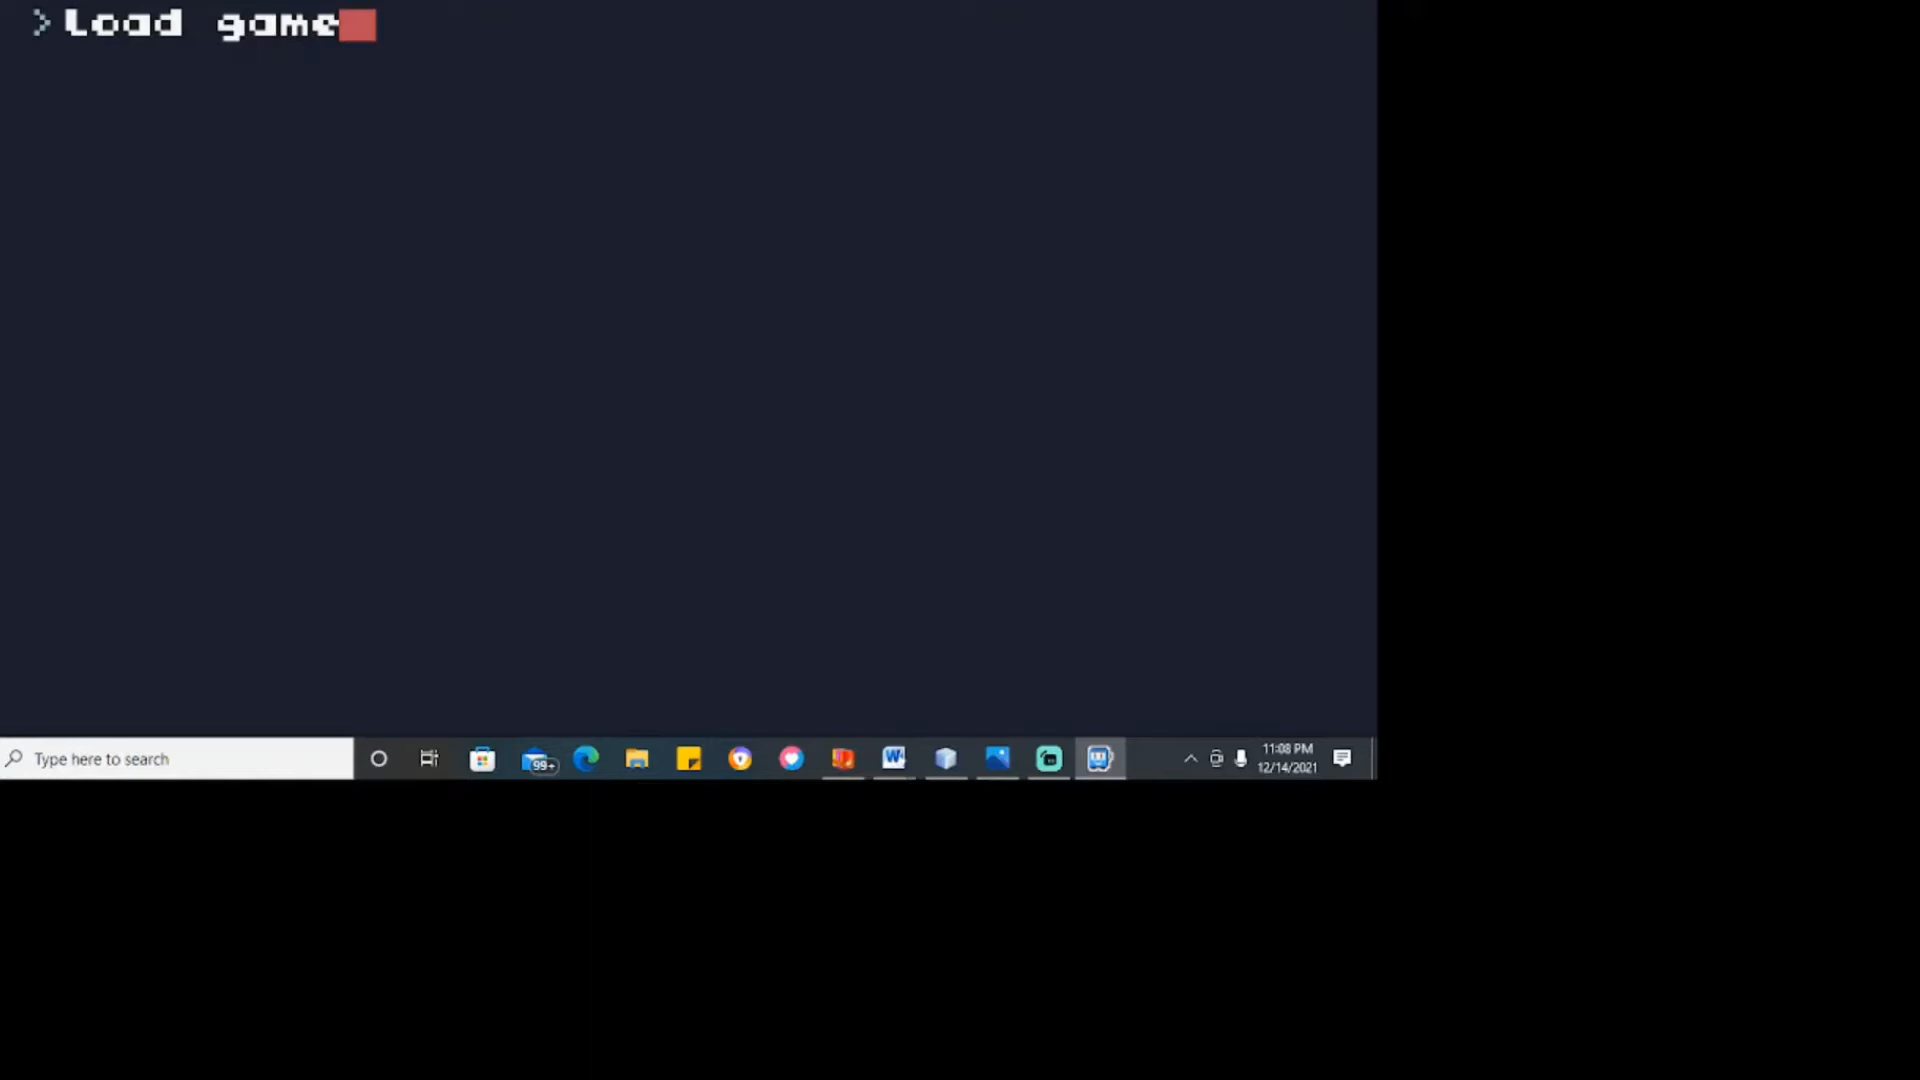 >Load game
Type here to search
99+
W
11:08 PM
12/14/2021